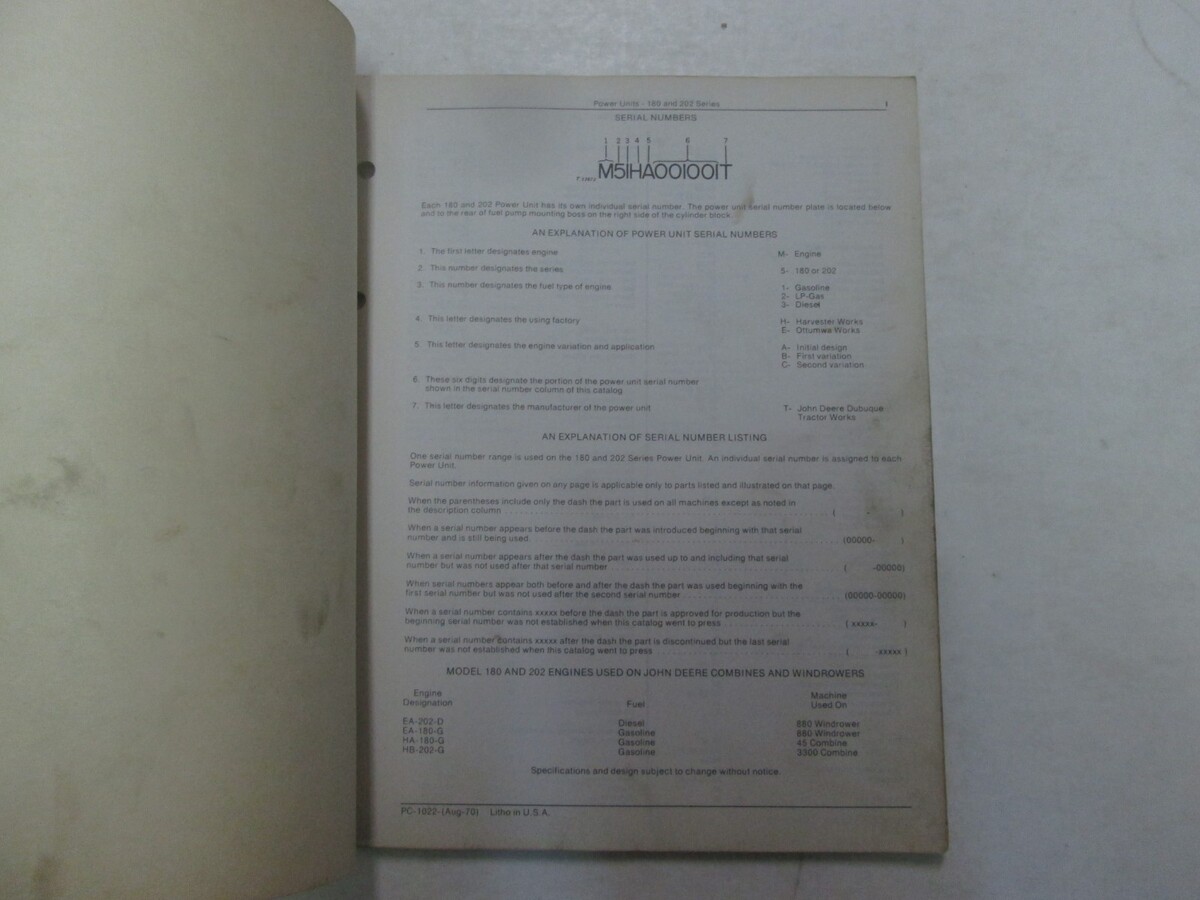 Power Units - 180 and 202 Series 1
SERIAL NUMBERS
1 2 3 4 5 6 7
M51HA001001T
Each 180 and 202 Power Unit has its own individual serial number. The power unit serial number plate is located below
and to the rear of fuel pump mounting boss on the right side of the cylinder block.
AN EXPLANATION OF POWER UNIT SERIAL NUMBERS
1. The first letter designates engine M- Engine
2. This number designates the series 5- 180 or 202
3. This number designates the fuel type of engine. 1- Gasoline
2- LP-Gas
3- Diesel
4. This letter designates the using factory H- Harvester Works
E- Ottumwa Works
5. This letter designates the engine variation and application A- Initial design
B- First variation
C- Second variation
6. These six digits designate the portion of the power unit serial number
shown in the serial number column of this catalog
7. This letter designates the manufacturer of the power unit T- John Deere Dubuque
Tractor Works
AN EXPLANATION OF SERIAL NUMBER LISTING
One serial number range is used on the 180 and 202 Series Power Unit. An individual serial number is assigned to each
Power Unit.
Serial number information given on any page is applicable only to parts listed and illustrated on that page.
When the parentheses include only the dash the part is used on all machines except as noted in
the description column ( )
When a serial number appears before the dash the part was introduced beginning with that serial
number and is still being used (00000- )
When a serial number appears after the dash the part was used up to and including that serial
number but was not used after that serial number ( -00000)
When serial numbers appear both before and after the dash the part was used beginning with the
first serial number but was not used after the second serial number (00000-00000)
When a serial number contains xxxxx before the dash the part is approved for production but the
beginning serial number was not established when this catalog went to press ( xxxxx- )
When a serial number contains xxxxx after the dash the part is discontinued but the last serial
number was not established when this catalog went to press ( -xxxxx )
MODEL 180 AND 202 ENGINES USED ON JOHN DEERE COMBINES AND WINDROWERS
Engine Machine
Designation Fuel Used On
EA-202-D Diesel 880 Windrower
EA-180-G Gasoline 880 Windrower
HA-180-G Gasoline 45 Combine
HB-202-G Gasoline 3300 Combine
Specifications and design subject to change without notice.
PC-1022-(Aug-70) Litho in U.S.A.